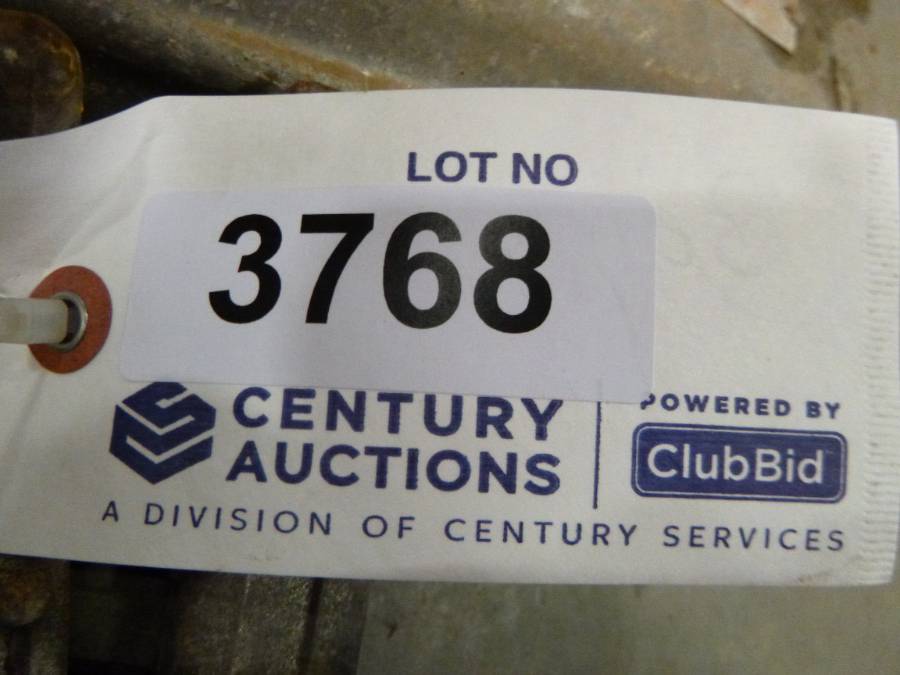 LOT NO
3768
CENTURY
AUCTIONS
POWERED BY
ClubBid
A DIVISION OF CENTURY SERVICES